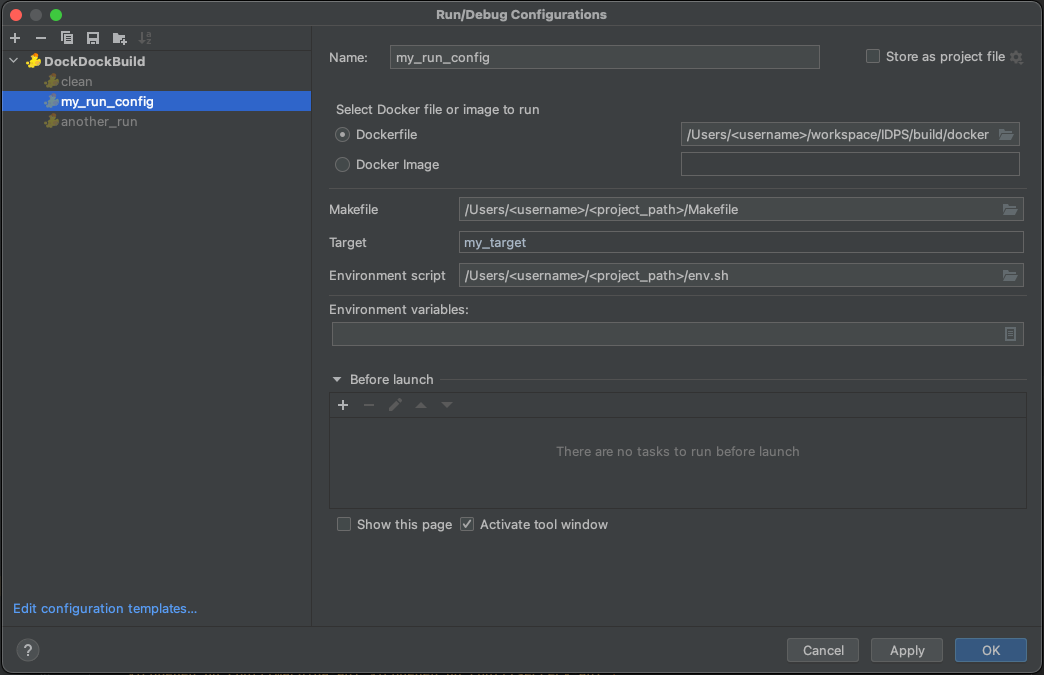 Run/Debug Configurations
DockDockBuild
clean
my_run_config
another_run
Edit configuration templates...
Name: my_run_config Store as project file
Select Docker file or image to run
Dockerfile /Users/<username>/workspace/IDPS/build/docker
Docker Image
Makefile /Users/<username>/<project_path>/Makefile
Target my_target
Environment script /Users/<username>/<project_path>/env.sh
Environment variables:
Before launch
There are no tasks to run before launch
Show this page Activate tool window
? Cancel Apply OK